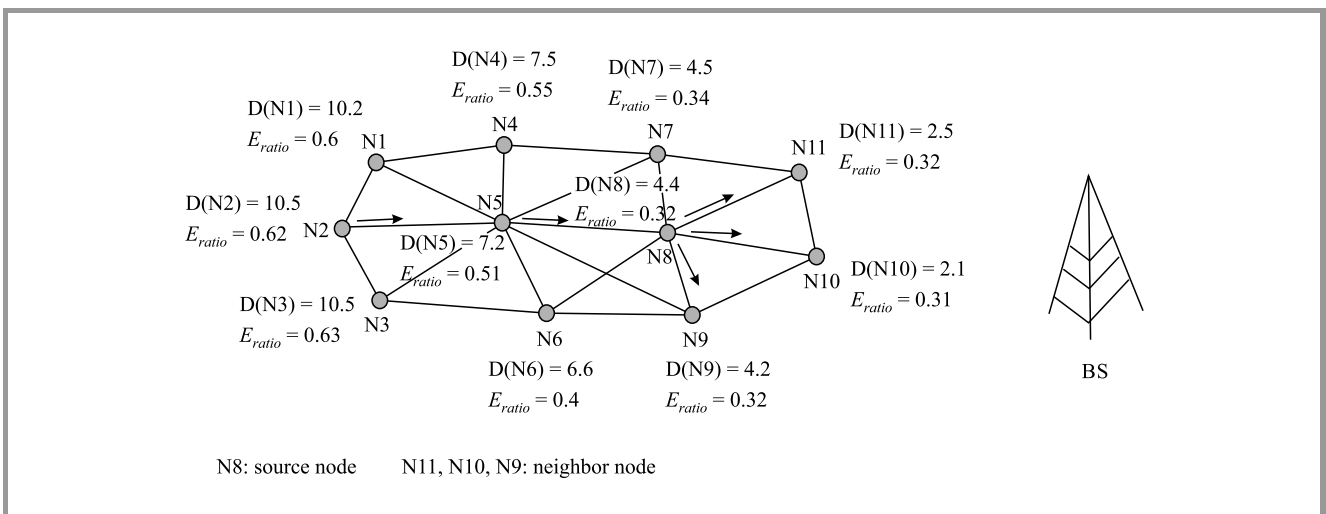 D(N4) = 7.5
E_ratio = 0.55
D(N7) = 4.5
E_ratio = 0.34
D(N1) = 10.2
E_ratio = 0.6
N1
N4
N7
N11
D(N11) = 2.5
E_ratio = 0.32
D(N2) = 10.5
E_ratio = 0.62
N2
N5
D(N8) = 4.4
E_ratio = 0.32
D(N5) = 7.2
E_ratio = 0.51
N8
N10
D(N10) = 2.1
E_ratio = 0.31
D(N3) = 10.5
E_ratio = 0.63
N3
N6
N9
D(N6) = 6.6
E_ratio = 0.4
D(N9) = 4.2
E_ratio = 0.32
BS
N8: source node
N11, N10, N9: neighbor node